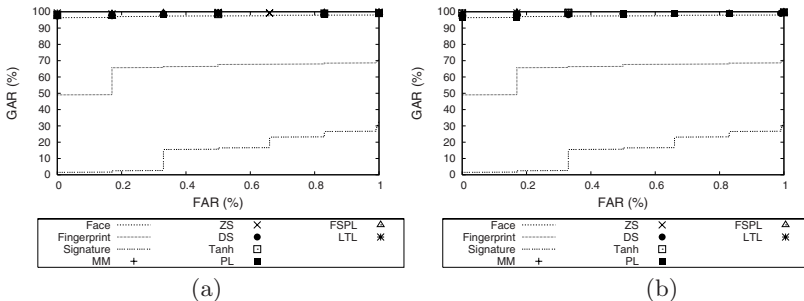 100
90
80
70
60
50
40
30
20
10
0
GAR (%)
0 0.2 0.4 0.6 0.8 1
FAR (%)
Face ZS FSPL
Fingerprint DS LTL
Signature Tanh
MM PL
(a)
100
90
80
70
60
50
40
30
20
10
0
GAR (%)
0 0.2 0.4 0.6 0.8 1
FAR (%)
Face ZS FSPL
Fingerprint DS LTL
Signature Tanh
MM PL
(b)